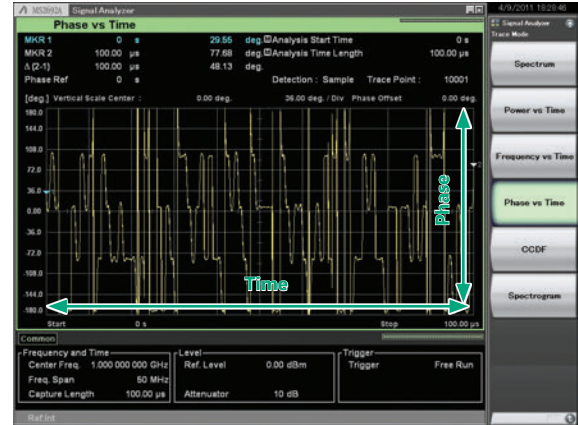 MS2692A Signal Analyzer
4/9/2011 18:28:46
Phase vs Time
MKR 1 0 s 29.55 deg. Analysis Start Time 0 s
MKR 2 100.00 µs 77.68 deg. Analysis Time Length 100.00 µs
Δ (2-1) 100.00 µs 48.13 deg.
Phase Ref 0 s Detection : Sample Trace Point : 10001
[deg.] Vertical Scale Center : 0.00 deg. 36.00 deg. / Div Phase Offset 0.00 deg.
180.0
144.0
108.0
72.0
36.0
0.00
-36.0
-72.0
-108.0
-144.0
-180.0
2
Phase
Time
Start 0 s Stop 100.00 µs
Common
Frequency and Time
Center Freq. 1.000 000 000 GHz
Freq. Span 50 MHz
Capture Length 100.00 µs
Level
Ref. Level 0.00 dBm
Attenuator 10 dB
Trigger
Trigger Free Run
Ref.Int
Signal Analyzer
Trace Mode
Spectrum
Power vs Time
Frequency vs Time
Phase vs Time
CCDF
Spectrogram